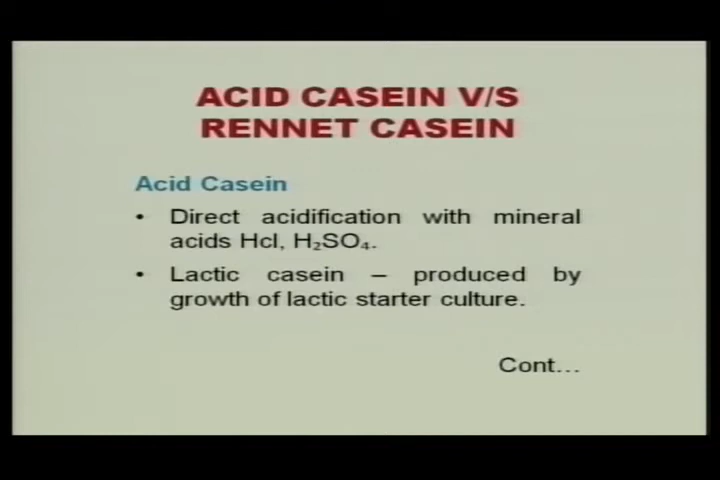 ACID CASEIN V/S
RENNET CASEIN
Acid Casein
• Direct acidification with mineral
acids Hcl, H₂SO₄.
• Lactic casein – produced by
growth of lactic starter culture.
Cont...